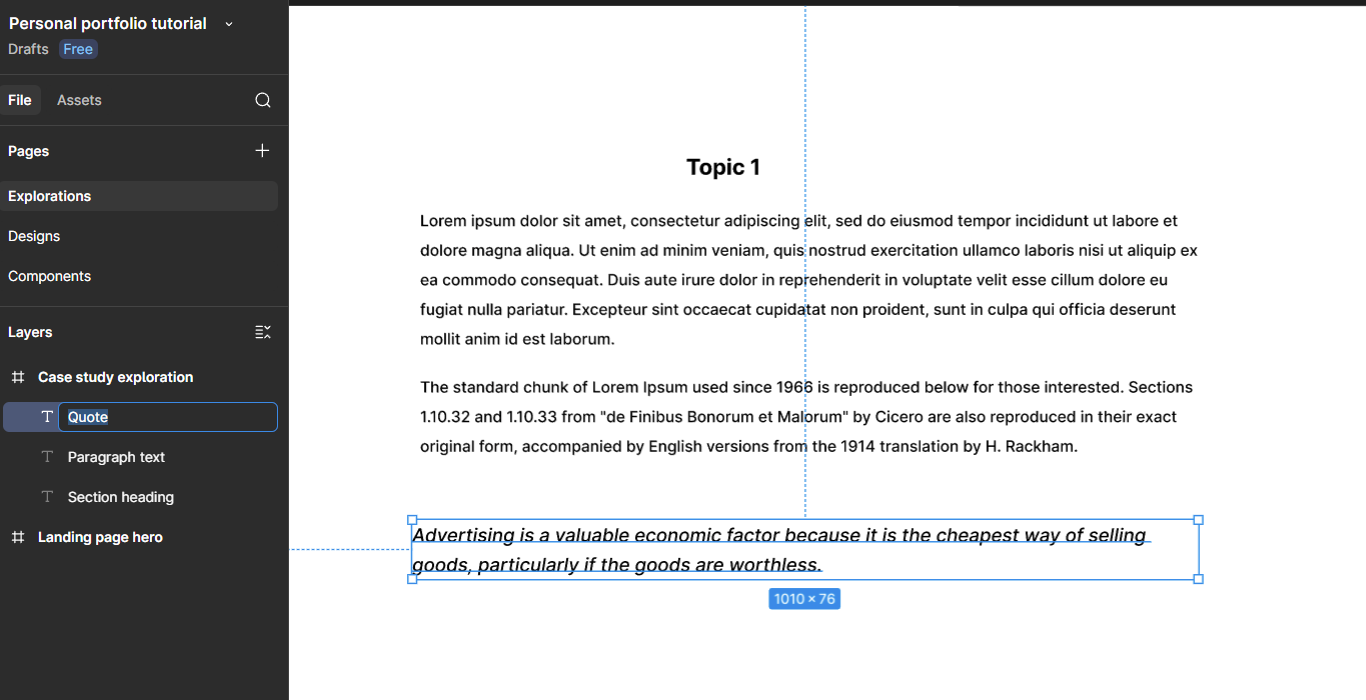 Personal portfolio tutorial
Drafts Free
File Assets
Pages
Explorations
Designs
Components
Layers
Case study exploration
Quote
Paragraph text
Section heading
Landing page hero
Topic 1
Lorem ipsum dolor sit amet, consectetur adipiscing elit, sed do eiusmod tempor incididunt ut labore et
dolore magna aliqua. Ut enim ad minim veniam, quis nostrud exercitation ullamco laboris nisi ut aliquip ex
ea commodo consequat. Duis aute irure dolor in reprehenderit in voluptate velit esse cillum dolore eu
fugiat nulla pariatur. Excepteur sint occaecat cupidatat non proident, sunt in culpa qui officia deserunt
mollit anim id est laborum.
The standard chunk of Lorem Ipsum used since 1966 is reproduced below for those interested. Sections
1.10.32 and 1.10.33 from "de Finibus Bonorum et Malorum" by Cicero are also reproduced in their exact
original form, accompanied by English versions from the 1914 translation by H. Rackham.
Advertising is a valuable economic factor because it is the cheapest way of selling
goods, particularly if the goods are worthless.
1010 × 76